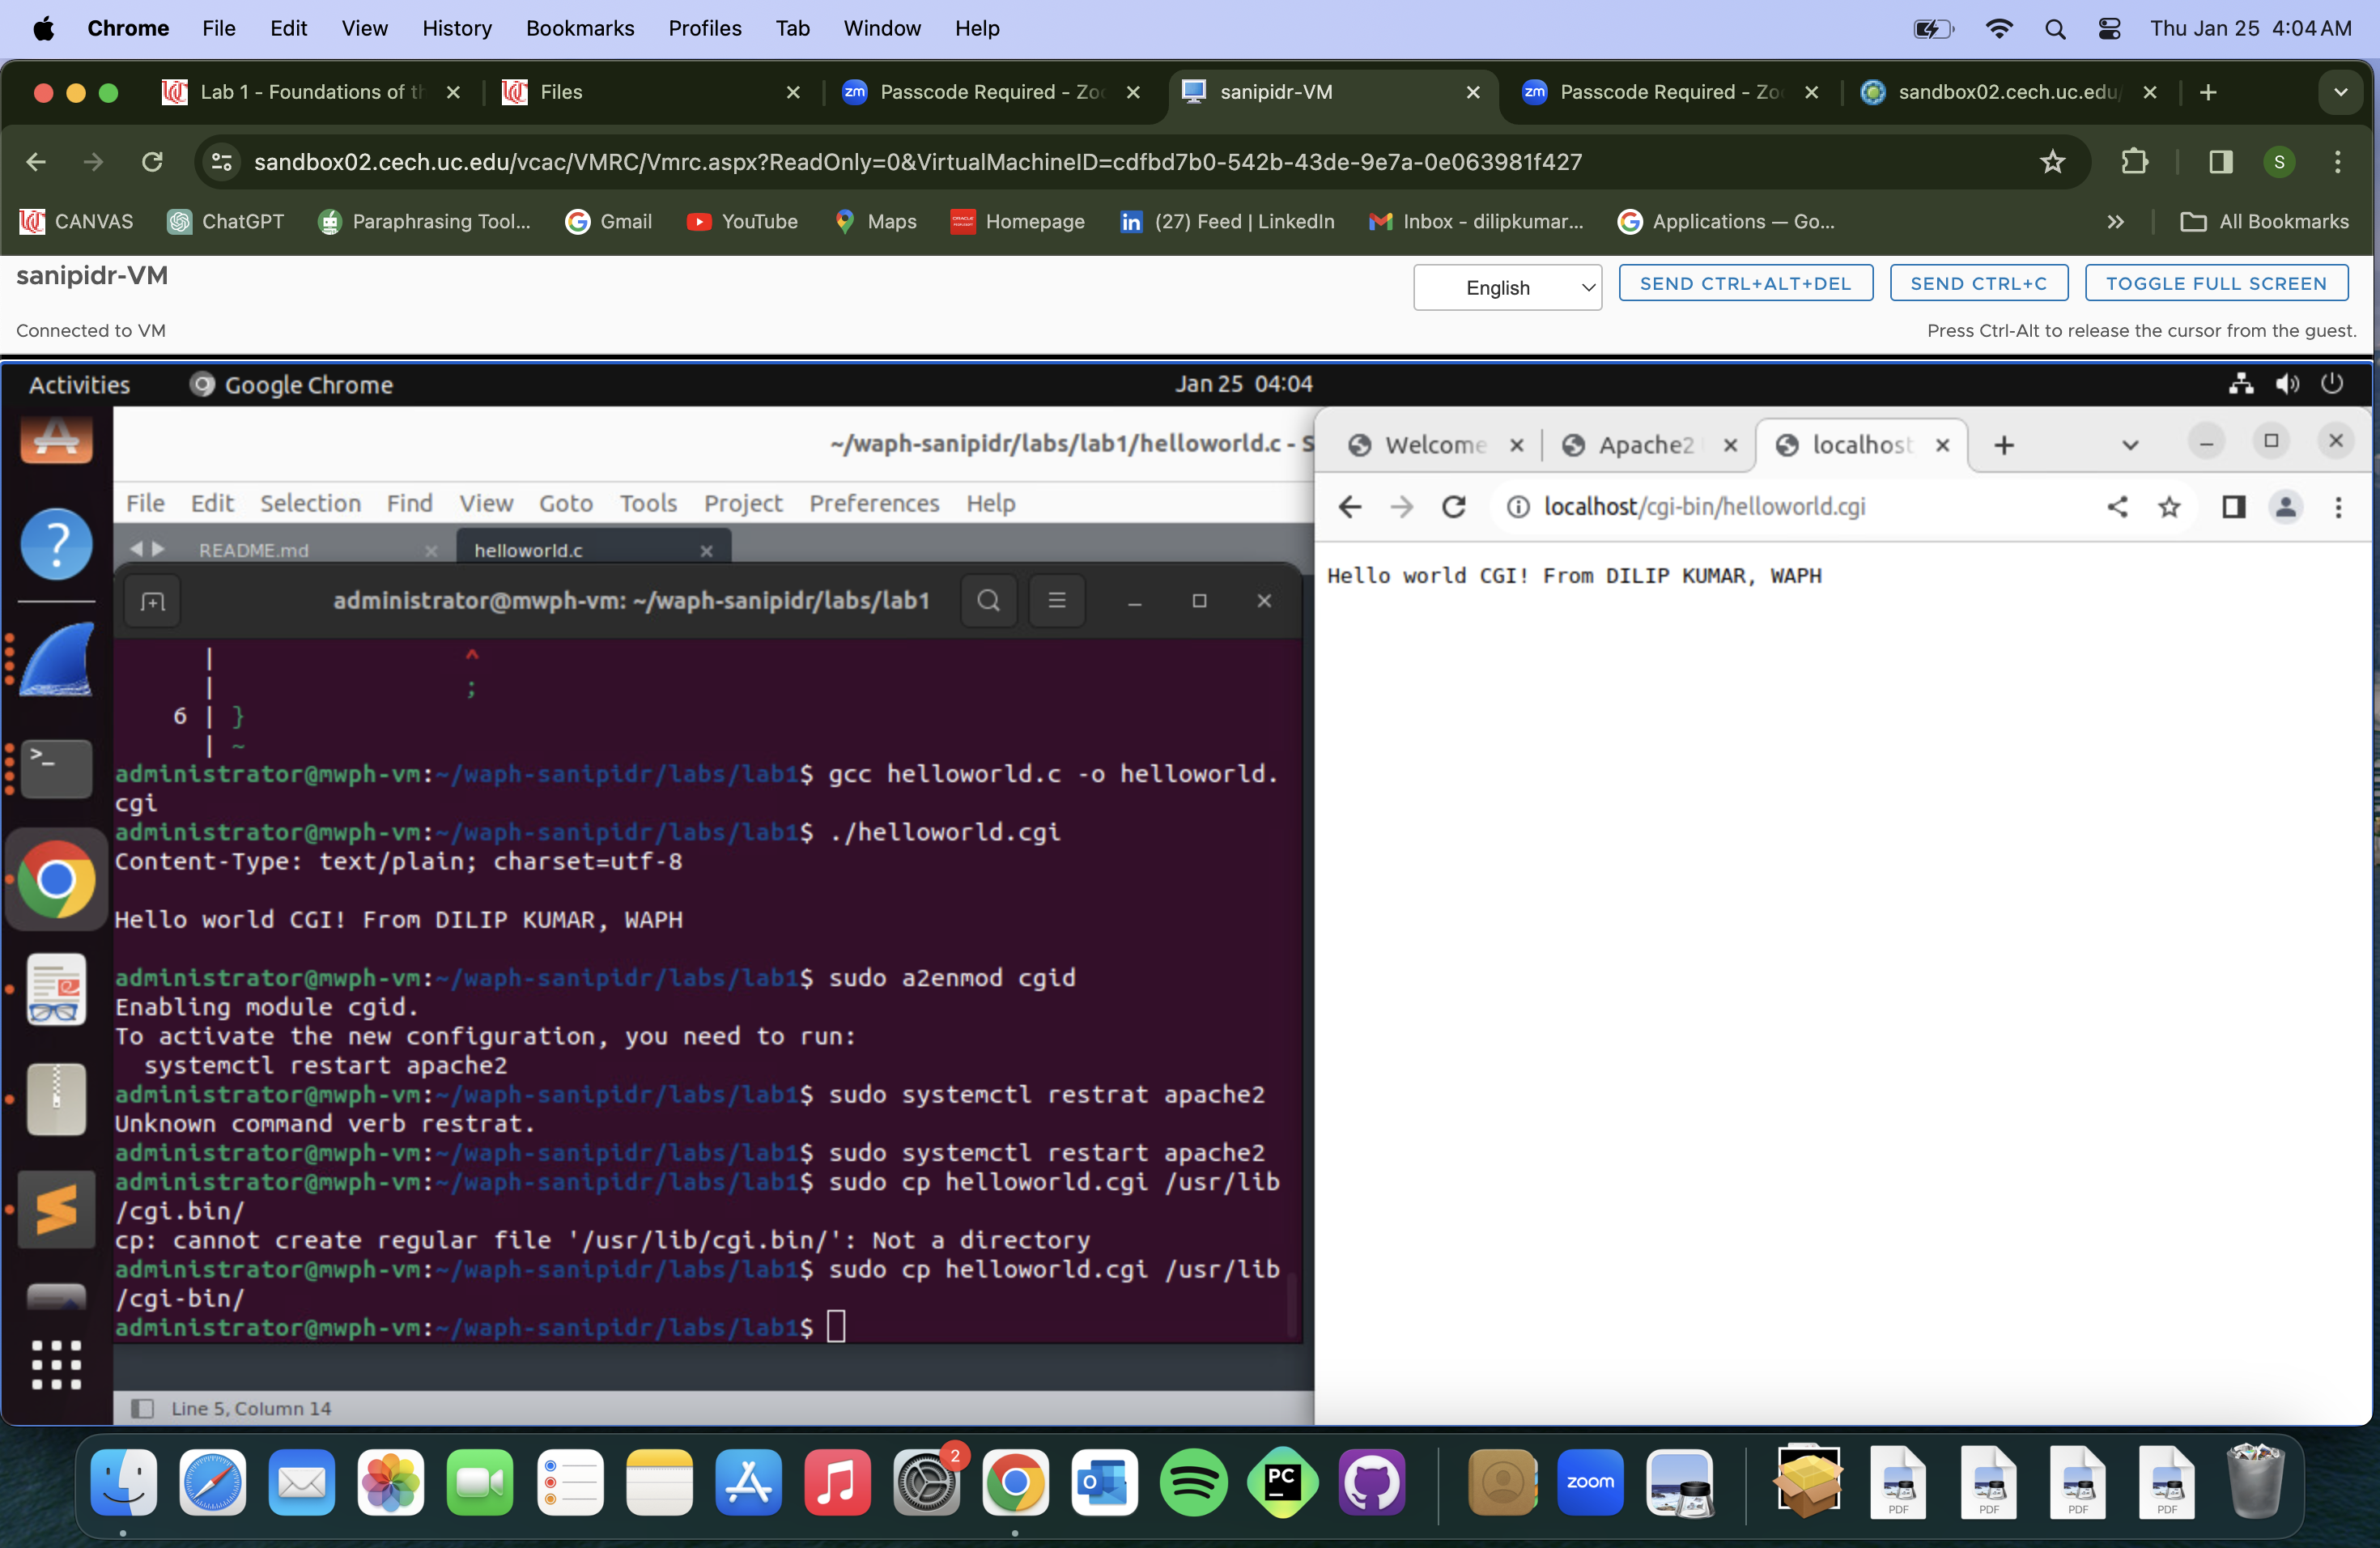 Chrome File Edit View History Bookmarks Profiles Tab Window Help Thu Jan 25 4:04 AM
Lab 1 - Foundations of th Files Passcode Required - Zoo sanipidr-VM Passcode Required - Zo sandbox02.cech.uc.edu/
sandbox02.cech.uc.edu/vcac/VMRC/Vmrc.aspx?ReadOnly=0&VirtualMachineID=cdfbd7b0-542b-43de-9e7a-0e063981f427 S
CANVAS ChatGPT Paraphrasing Tool... Gmail YouTube Maps Homepage (27) Feed | LinkedIn Inbox - dilipkumar... Applications — Go... >> All Bookmarks
sanipidr-VM English SEND CTRL+ALT+DEL SEND CTRL+C TOGGLE FULL SCREEN
Connected to VM Press Ctrl-Alt to release the cursor from the guest.
Activities Google Chrome Jan 25 04:04
~/waph-sanipidr/labs/lab1/helloworld.c - S
File Edit Selection Find View Goto Tools Project Preferences Help
README.md helloworld.c
administrator@mwph-vm: ~/waph-sanipidr/labs/lab1
| ^
| ;
6 | }
| ~
administrator@mwph-vm:~/waph-sanipidr/labs/lab1$ gcc helloworld.c -o helloworld.
cgi
administrator@mwph-vm:~/waph-sanipidr/labs/lab1$ ./helloworld.cgi
Content-Type: text/plain; charset=utf-8
Hello world CGI! From DILIP KUMAR, WAPH
administrator@mwph-vm:~/waph-sanipidr/labs/lab1$ sudo a2enmod cgid
Enabling module cgid.
To activate the new configuration, you need to run:
systemctl restart apache2
administrator@mwph-vm:~/waph-sanipidr/labs/lab1$ sudo systemctl restrat apache2
Unknown command verb restrat.
administrator@mwph-vm:~/waph-sanipidr/labs/lab1$ sudo systemctl restart apache2
administrator@mwph-vm:~/waph-sanipidr/labs/lab1$ sudo cp helloworld.cgi /usr/lib
/cgi.bin/
cp: cannot create regular file '/usr/lib/cgi.bin/': Not a directory
administrator@mwph-vm:~/waph-sanipidr/labs/lab1$ sudo cp helloworld.cgi /usr/lib
/cgi-bin/
administrator@mwph-vm:~/waph-sanipidr/labs/lab1$
Line 5, Column 14
Welcome Apache2 localhost
localhost/cgi-bin/helloworld.cgi
Hello world CGI! From DILIP KUMAR, WAPH
2
PC
zoom
PDF PDF PDF PDF